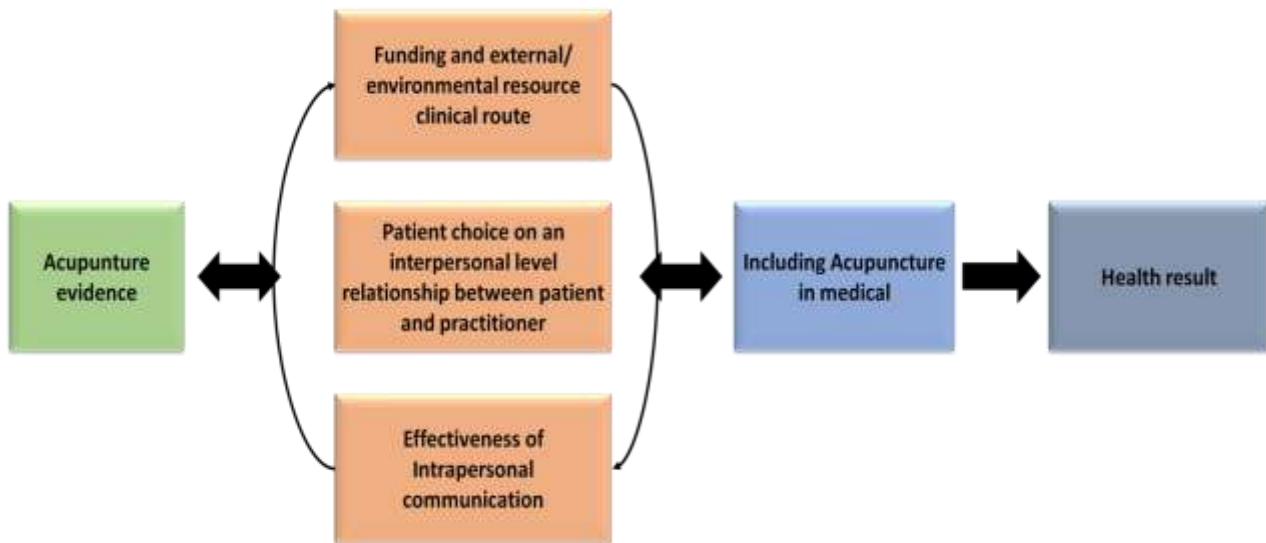 Funding and external/
environmental resource
clinical route
Acupunture
evidence
Patient choice on an
interpersonal level
relationship between patient
and practitioner
Including Acupuncture
in medical
Health result
Effectiveness of
Intrapersonal
communication